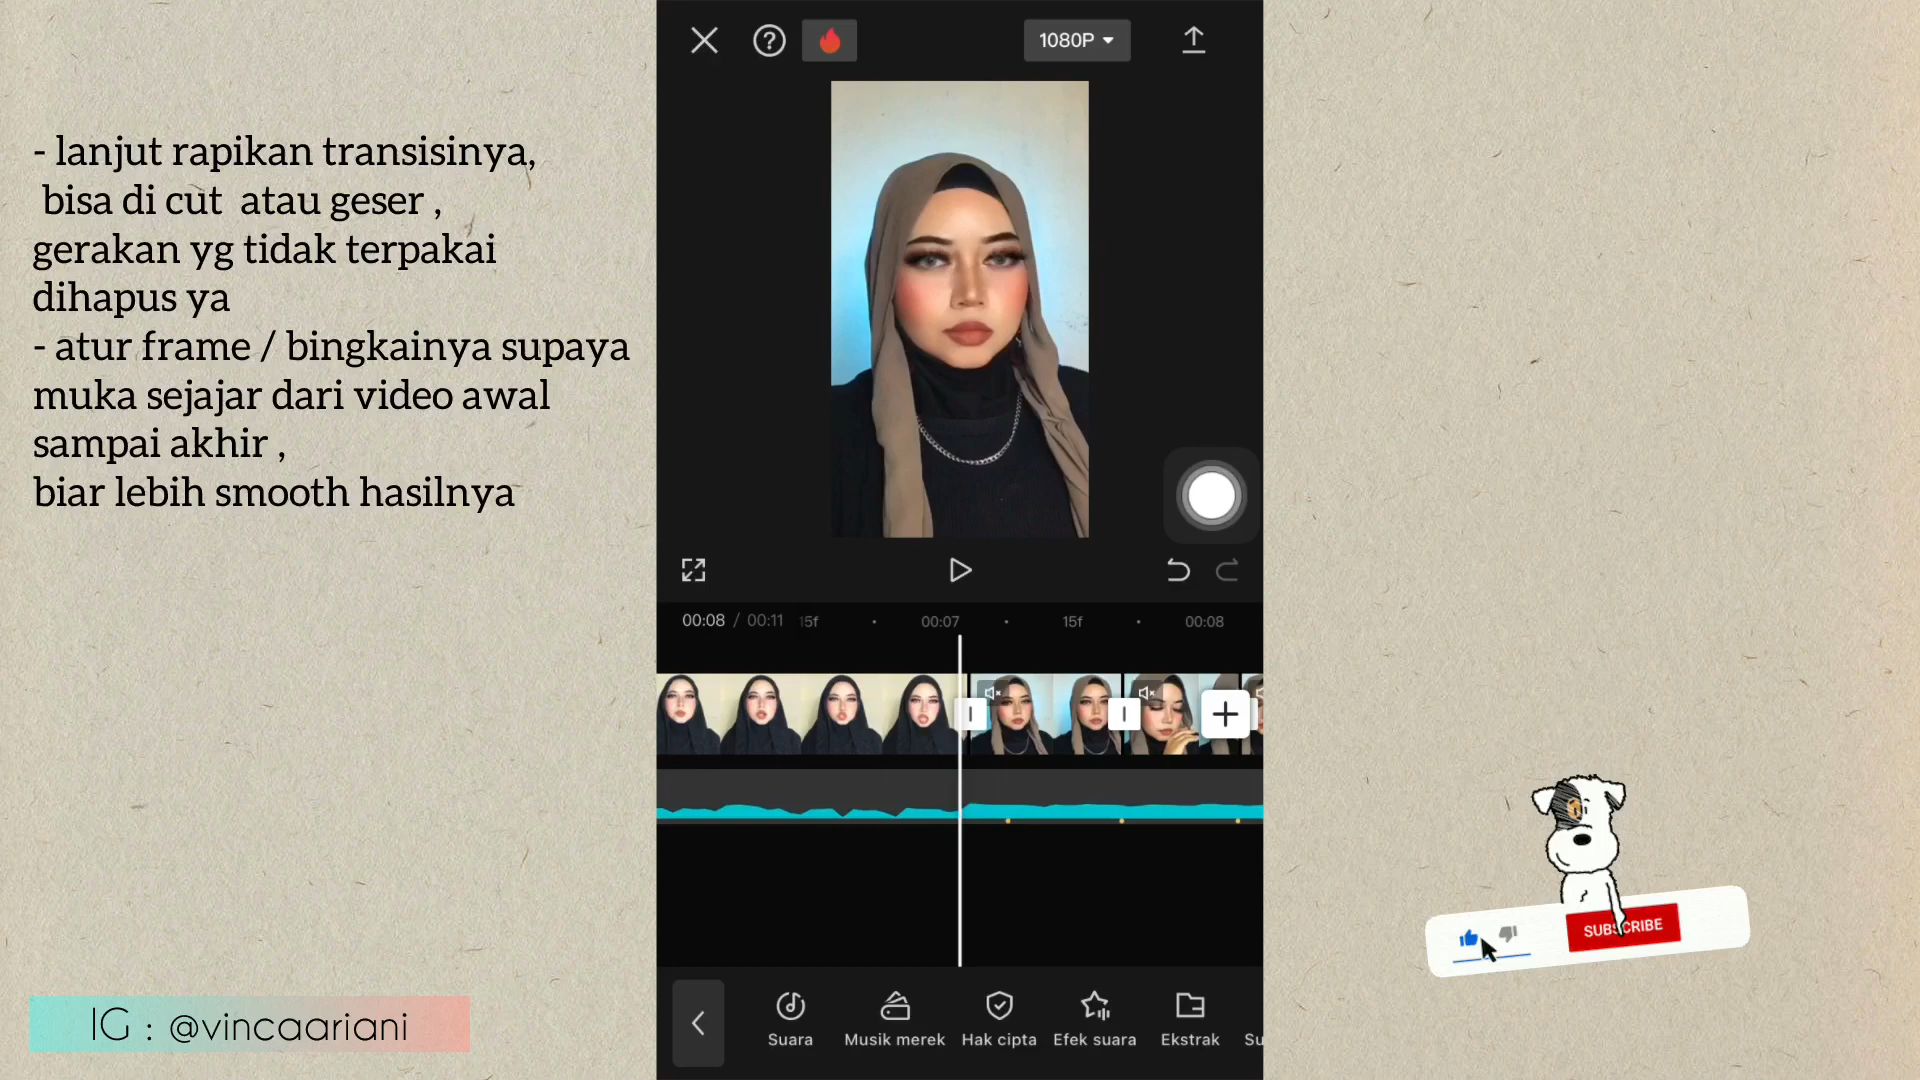 - lanjut rapikan transisinya,
bisa di cut atau geser ,
gerakan yg tidak terpakai
dihapus ya
- atur frame / bingkainya supaya
muka sejajar dari video awal
sampai akhir ,
biar lebih smooth hasilnya
IG : @vincaariani
1080P
00:08 / 00:11 15f 00:07 15f 00:08
Suara Musik merek Hak cipta Efek suara Ekstrak Su
SUBSCRIBE